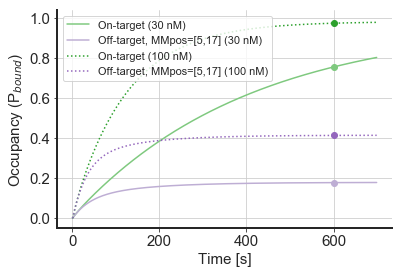 1.0
0.8
0.6
0.4
0.2
0.0
Occupancy (P_bound)
On-target (30 nM)
Off-target, MMpos=[5,17] (30 nM)
On-target (100 nM)
Off-target, MMpos=[5,17] (100 nM)
0 200 400 600
Time [s]